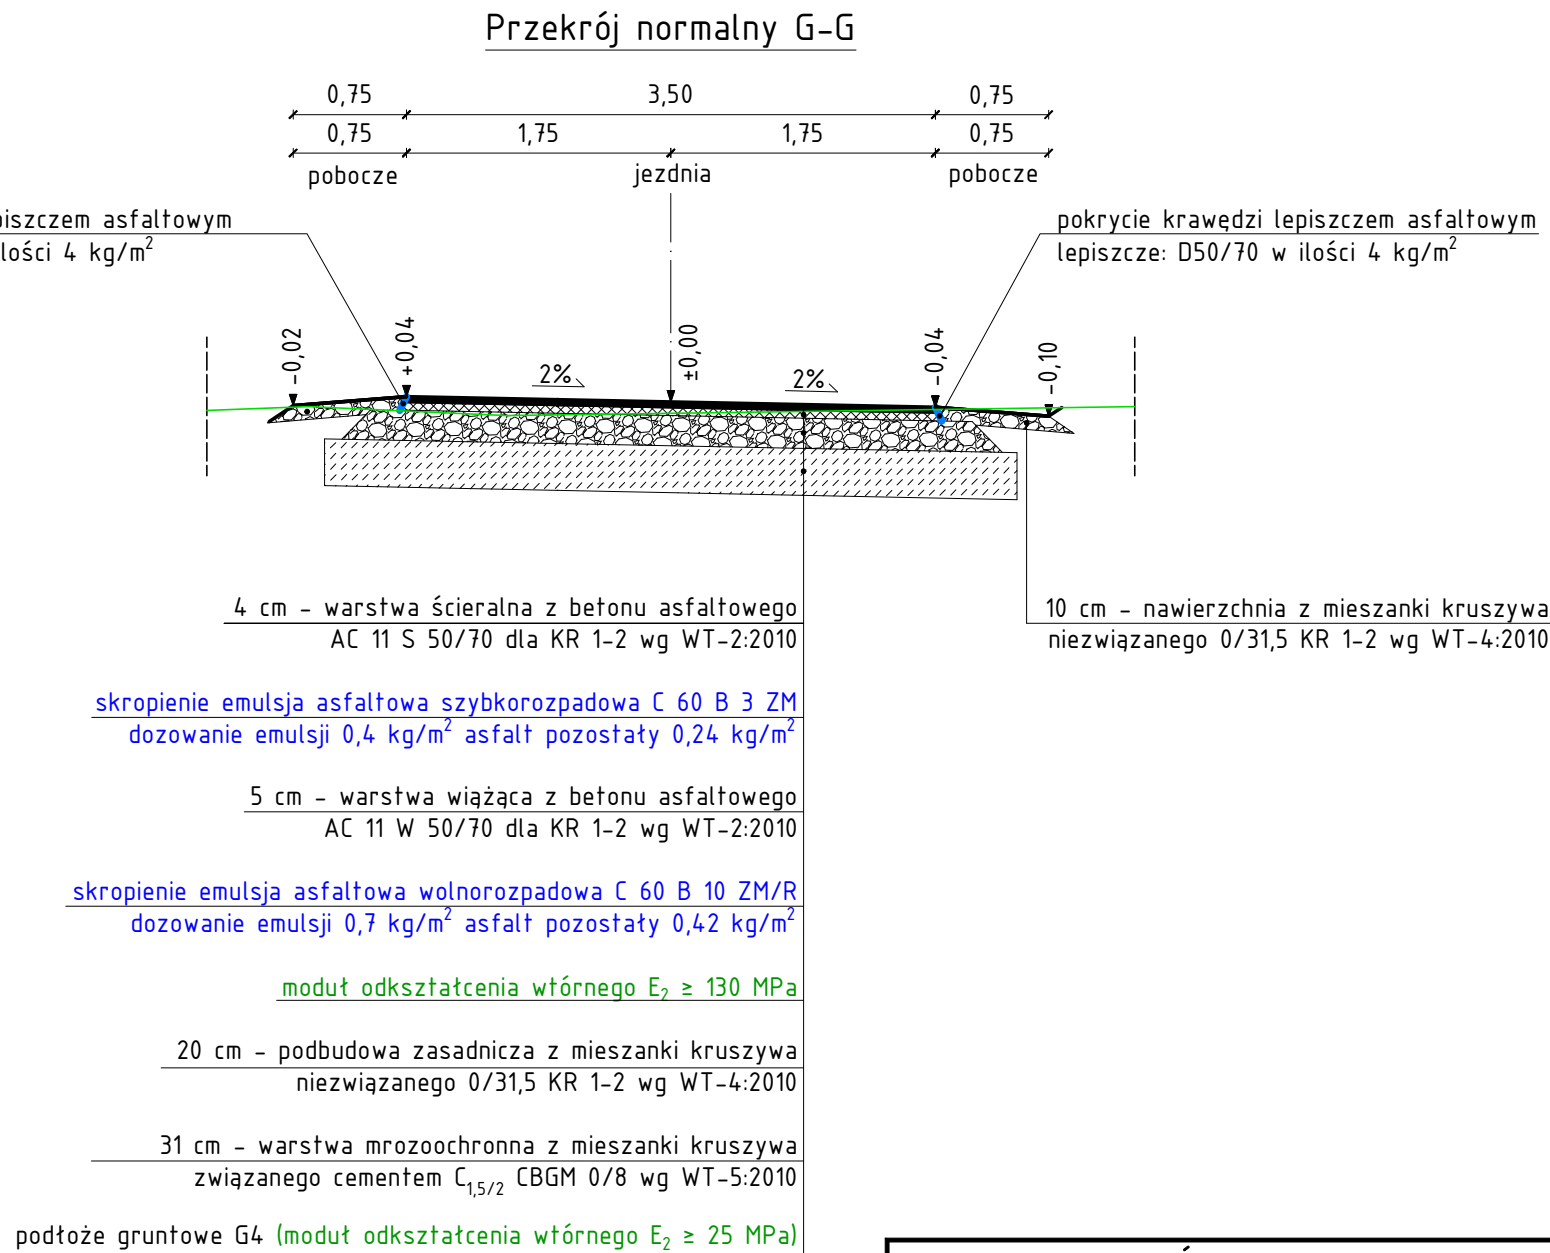 Przekrój normalny G-G
0,75 3,50 0,75
0,75 1,75 1,75 0,75
pobocze jezdnia pobocze
asfaltowym
4 kg/m²
pokrycie krawędzi lepiszczem asfaltowym
lepiszcze: D50/70 w ilości 4 kg/m²
-0,02 +0,04 ±0,00 -0,04 -0,10
2% 2%
4 cm - warstwa ścieralna z betonu asfaltowego
AC 11 S 50/70 dla KR 1-2 wg WT-2:2010
10 cm - nawierzchnia z mieszanki kruszywa
niezwiązanego 0/31,5 KR 1-2 wg WT-4:2010
skropienie emulsja asfaltowa szybkorozpadowa C 60 B 3 ZM
dozowanie emulsji 0,4 kg/m² asfalt pozostały 0,24 kg/m²
5 cm - warstwa wiążąca z betonu asfaltowego
AC 11 W 50/70 dla KR 1-2 wg WT-2:2010
skropienie emulsja asfaltowa wolnorozpadowa C 60 B 10 ZM/R
dozowanie emulsji 0,7 kg/m² asfalt pozostały 0,42 kg/m²
moduł odkształcenia wtórnego E₂ ≥ 130 MPa
20 cm - podbudowa zasadnicza z mieszanki kruszywa
niezwiązanego 0/31,5 KR 1-2 wg WT-4:2010
31 cm - warstwa mrozoochronna z mieszanki kruszywa
związanego cementem C1,5/2 CBGM 0/8 wg WT-5:2010
podłoże gruntowe G4 (moduł odkształcenia wtórnego E₂ ≥ 25 MPa)